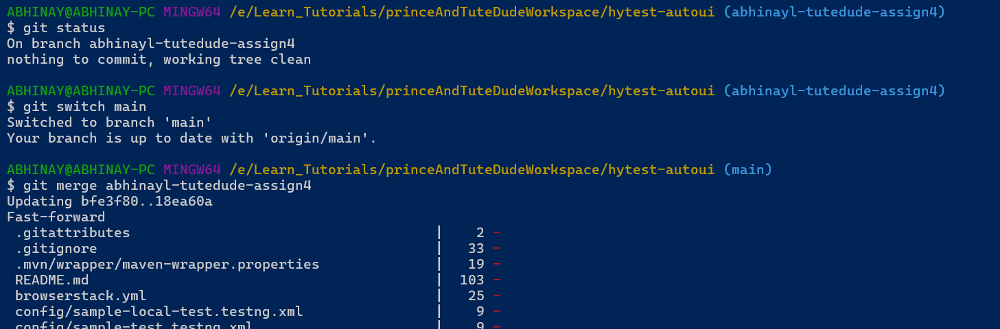 ABHINAY@ABHINAY-PC MINGW64 /e/Learn_Tutorials/princeAndTuteDudeWorkspace/hytest-autoui (abhinayl-tutedude-assign4)
$ git status
On branch abhinayl-tutedude-assign4
nothing to commit, working tree clean
ABHINAY@ABHINAY-PC MINGW64 /e/Learn_Tutorials/princeAndTuteDudeWorkspace/hytest-autoui (abhinayl-tutedude-assign4)
$ git switch main
Switched to branch 'main'
Your branch is up to date with 'origin/main'.
ABHINAY@ABHINAY-PC MINGW64 /e/Learn_Tutorials/princeAndTuteDudeWorkspace/hytest-autoui (main)
$ git merge abhinayl-tutedude-assign4
Updating bfe3f80..18ea60a
Fast-forward
.gitattributes | 2 -
.gitignore | 33 -
.mvn/wrapper/maven-wrapper.properties | 19 -
README.md | 103 -
browserstack.yml | 25 -
config/sample-local-test.testng.xml | 9 -
config/sample-test.testng.xml | 9 -